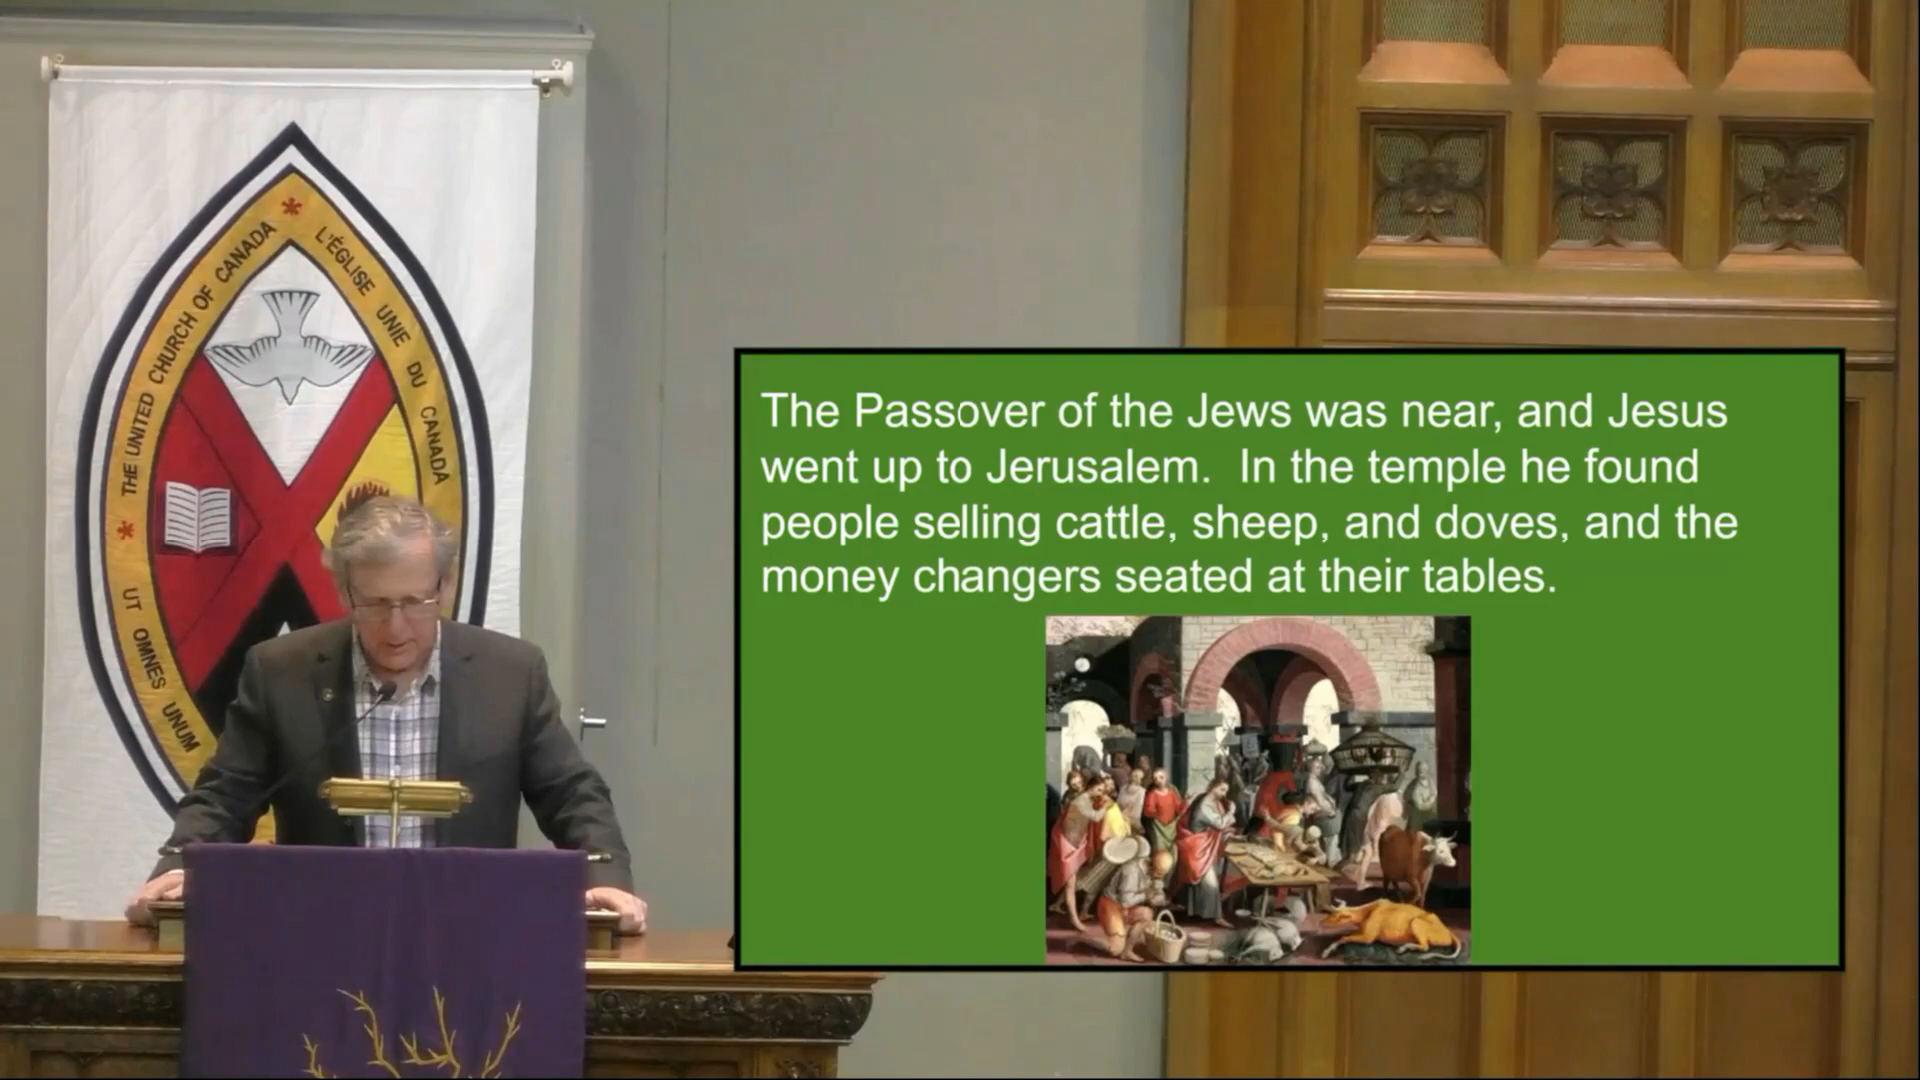 THE UNITED CHURCH OF CANADA
L'ÉGLISE UNIE DU CANADA
UT OMNES UNUM
The Passover of the Jews was near, and Jesus
went up to Jerusalem.  In the temple he found
people selling cattle, sheep, and doves, and the
money changers seated at their tables.